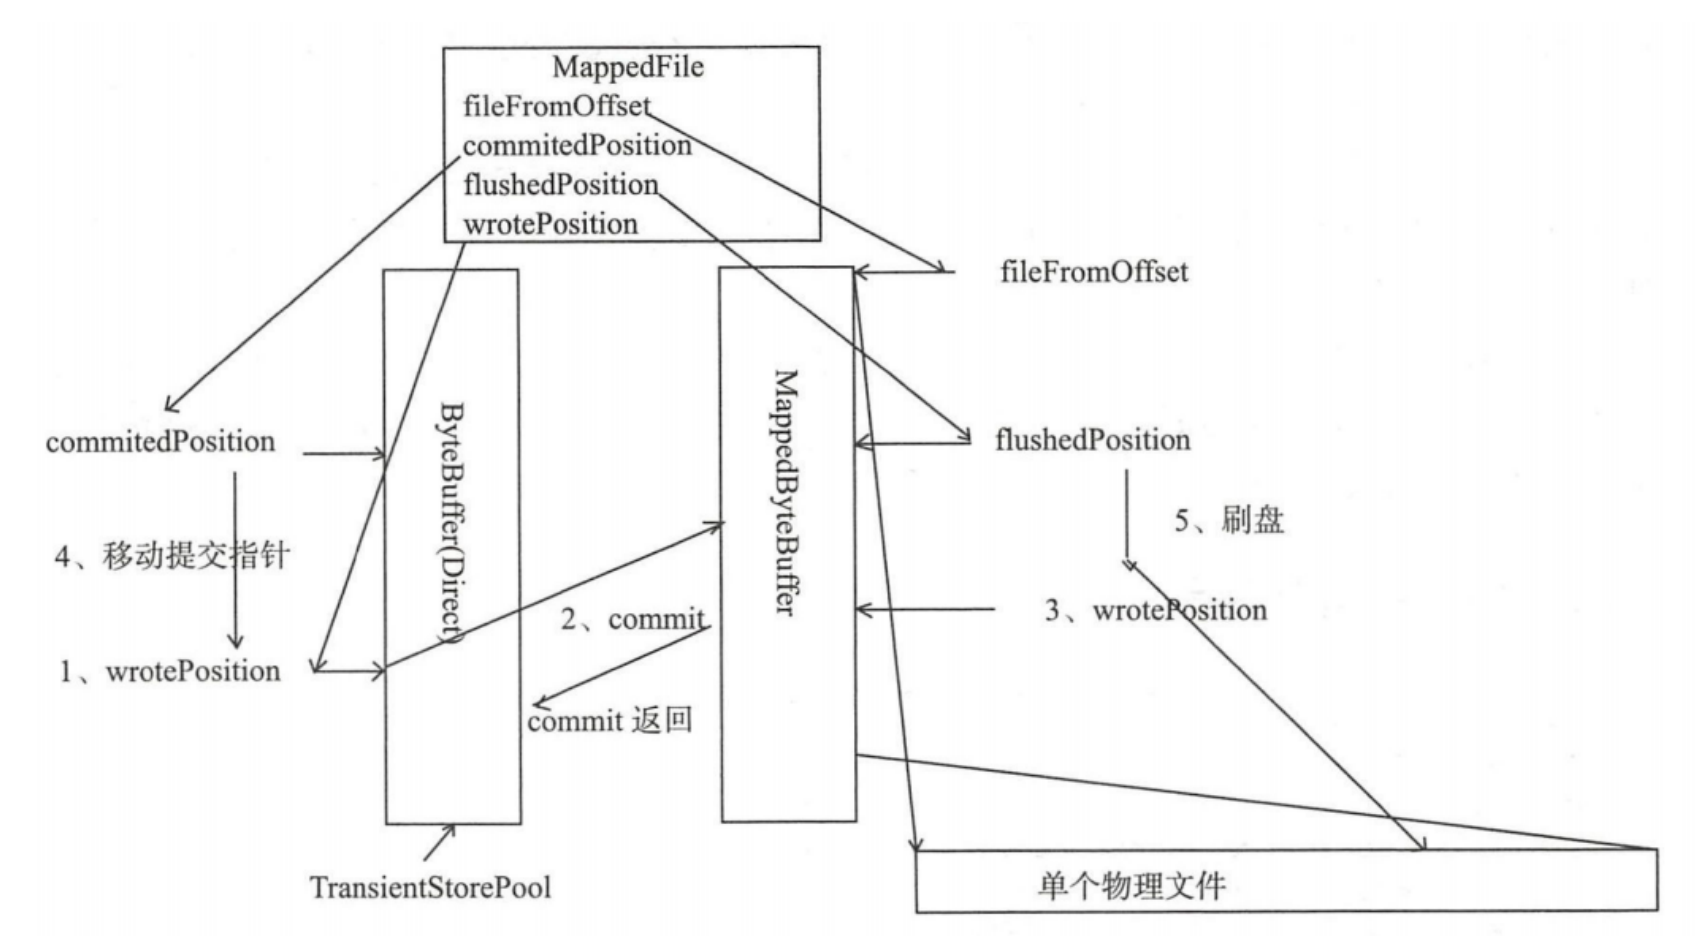 MappedFile
fileFromOffset
commitedPosition
flushedPosition
wrotePosition
fileFromOffset
commitedPosition
flushedPosition
ByteBuffer(Direct)
MappedByteBuffer
5、刷盘
4、移动提交指针
2、commit
3、wrotePosition
1、wrotePosition
commit 返回
TransientStorePool
单个物理文件